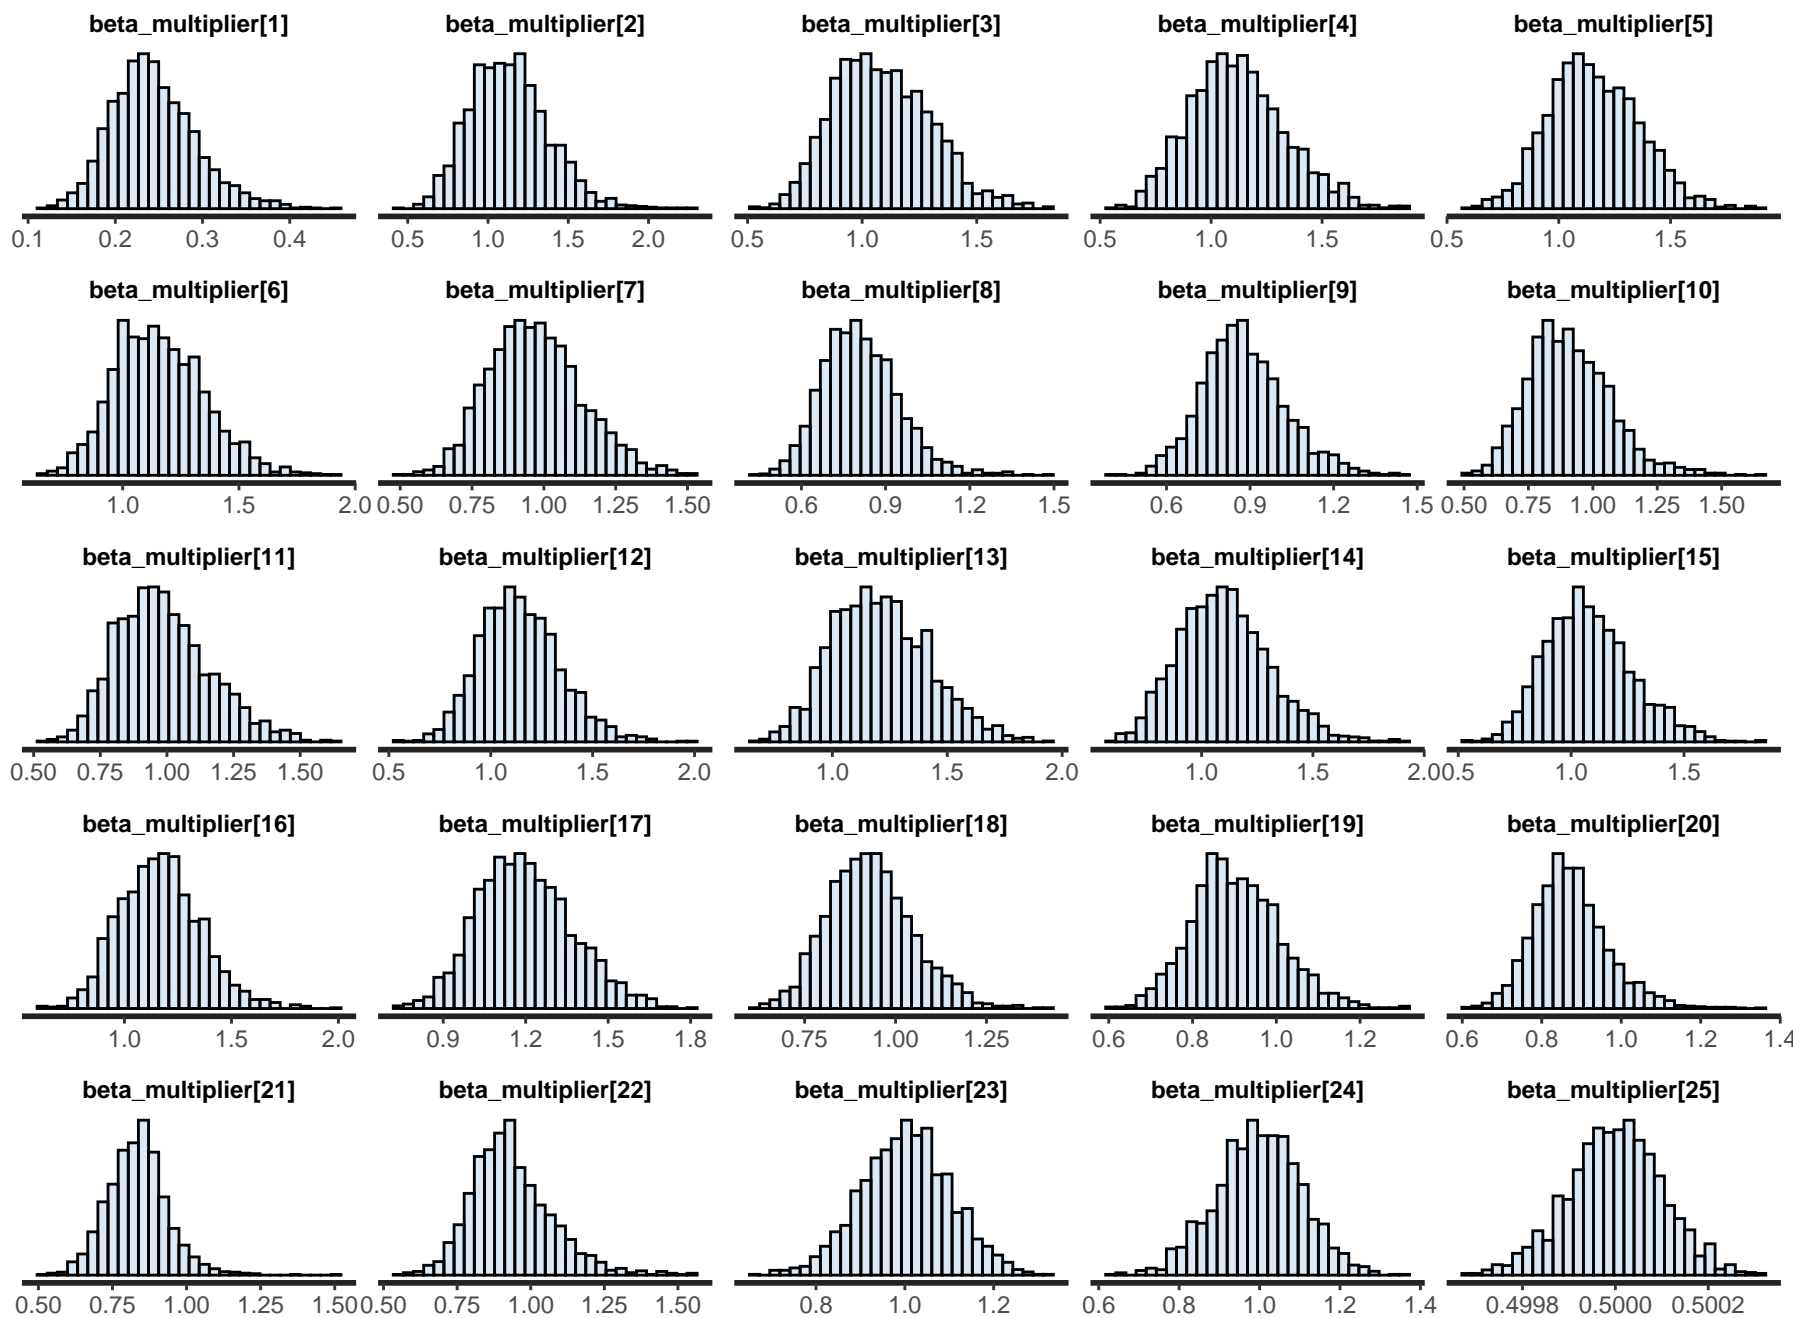 beta_multiplier[1] beta_multiplier[2] beta_multiplier[3] beta_multiplier[4] beta_multiplier[5]
0.1 0.2 0.3 0.4 0.5 1.0 1.5 2.0 0.5 1.0 1.5 0.5 1.0 1.5 0.5 1.0 1.5
beta_multiplier[6] beta_multiplier[7] beta_multiplier[8] beta_multiplier[9] beta_multiplier[10]
1.0 1.5 2.0 0.50 0.75 1.00 1.25 1.50 0.6 0.9 1.2 1.5 0.6 0.9 1.2 1.5 0.50 0.75 1.00 1.25 1.50
beta_multiplier[11] beta_multiplier[12] beta_multiplier[13] beta_multiplier[14] beta_multiplier[15]
0.50 0.75 1.00 1.25 1.50 0.5 1.0 1.5 2.0 1.0 1.5 2.0 1.0 1.5 2.0 0.5 1.0 1.5
beta_multiplier[16] beta_multiplier[17] beta_multiplier[18] beta_multiplier[19] beta_multiplier[20]
1.0 1.5 2.0 0.9 1.2 1.5 1.8 0.75 1.00 1.25 0.6 0.8 1.0 1.2 0.6 0.8 1.0 1.2 1.4
beta_multiplier[21] beta_multiplier[22] beta_multiplier[23] beta_multiplier[24] beta_multiplier[25]
0.50 0.75 1.00 1.25 1.50 0.50 0.75 1.00 1.25 1.50 0.8 1.0 1.2 0.6 0.8 1.0 1.2 1.4 0.4998 0.5000 0.5002